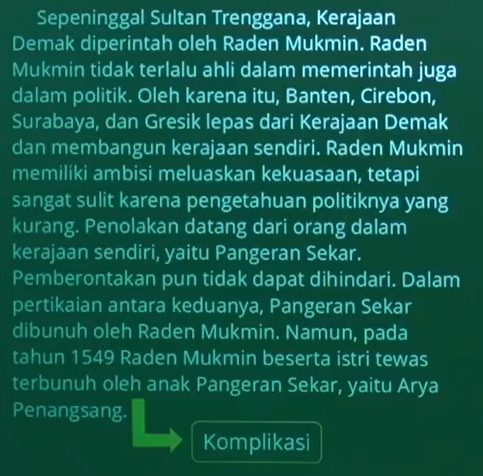 Sepeninggal Sultan Trenggana, Kerajaan
Demak diperintah oleh Raden Mukmin. Raden
Mukmin tidak terlalu ahli dalam memerintah juga
dalam politik. Oleh karena itu, Banten, Cirebon,
Surabaya, dan Gresik lepas dari Kerajaan Demak
dan membangun kerajaan sendiri. Raden Mukmin
memiliki ambisi meluaskan kekuasaan, tetapi
sangat sulit karena pengetahuan politiknya yang
kurang. Penolakan datang dari orang dalam
kerajaan sendiri, yaitu Pangeran Sekar.
Pemberontakan pun tidak dapat dihindari. Dalam
pertikaian antara keduanya, Pangeran Sekar
dibunuh oleh Raden Mukmin. Namun, pada
tahun 1549 Raden Mukmin beserta istri tewas
terbunuh oleh anak Pangeran Sekar, yaitu Arya
Penangsang.
Komplikasi